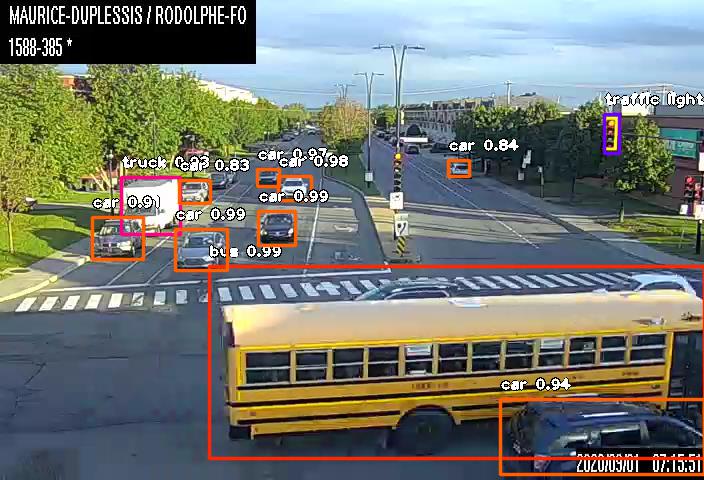 MAURICE-DUPLESSIS / RODOLPHE-FO
1588-385 *
traffic light
car 0.84
car 0.97
car 0.98
truck 0.93
car 0.83
car 0.99
car 0.91
car 0.99
bus 0.99
car 0.94
2020/09/01 07:15:51